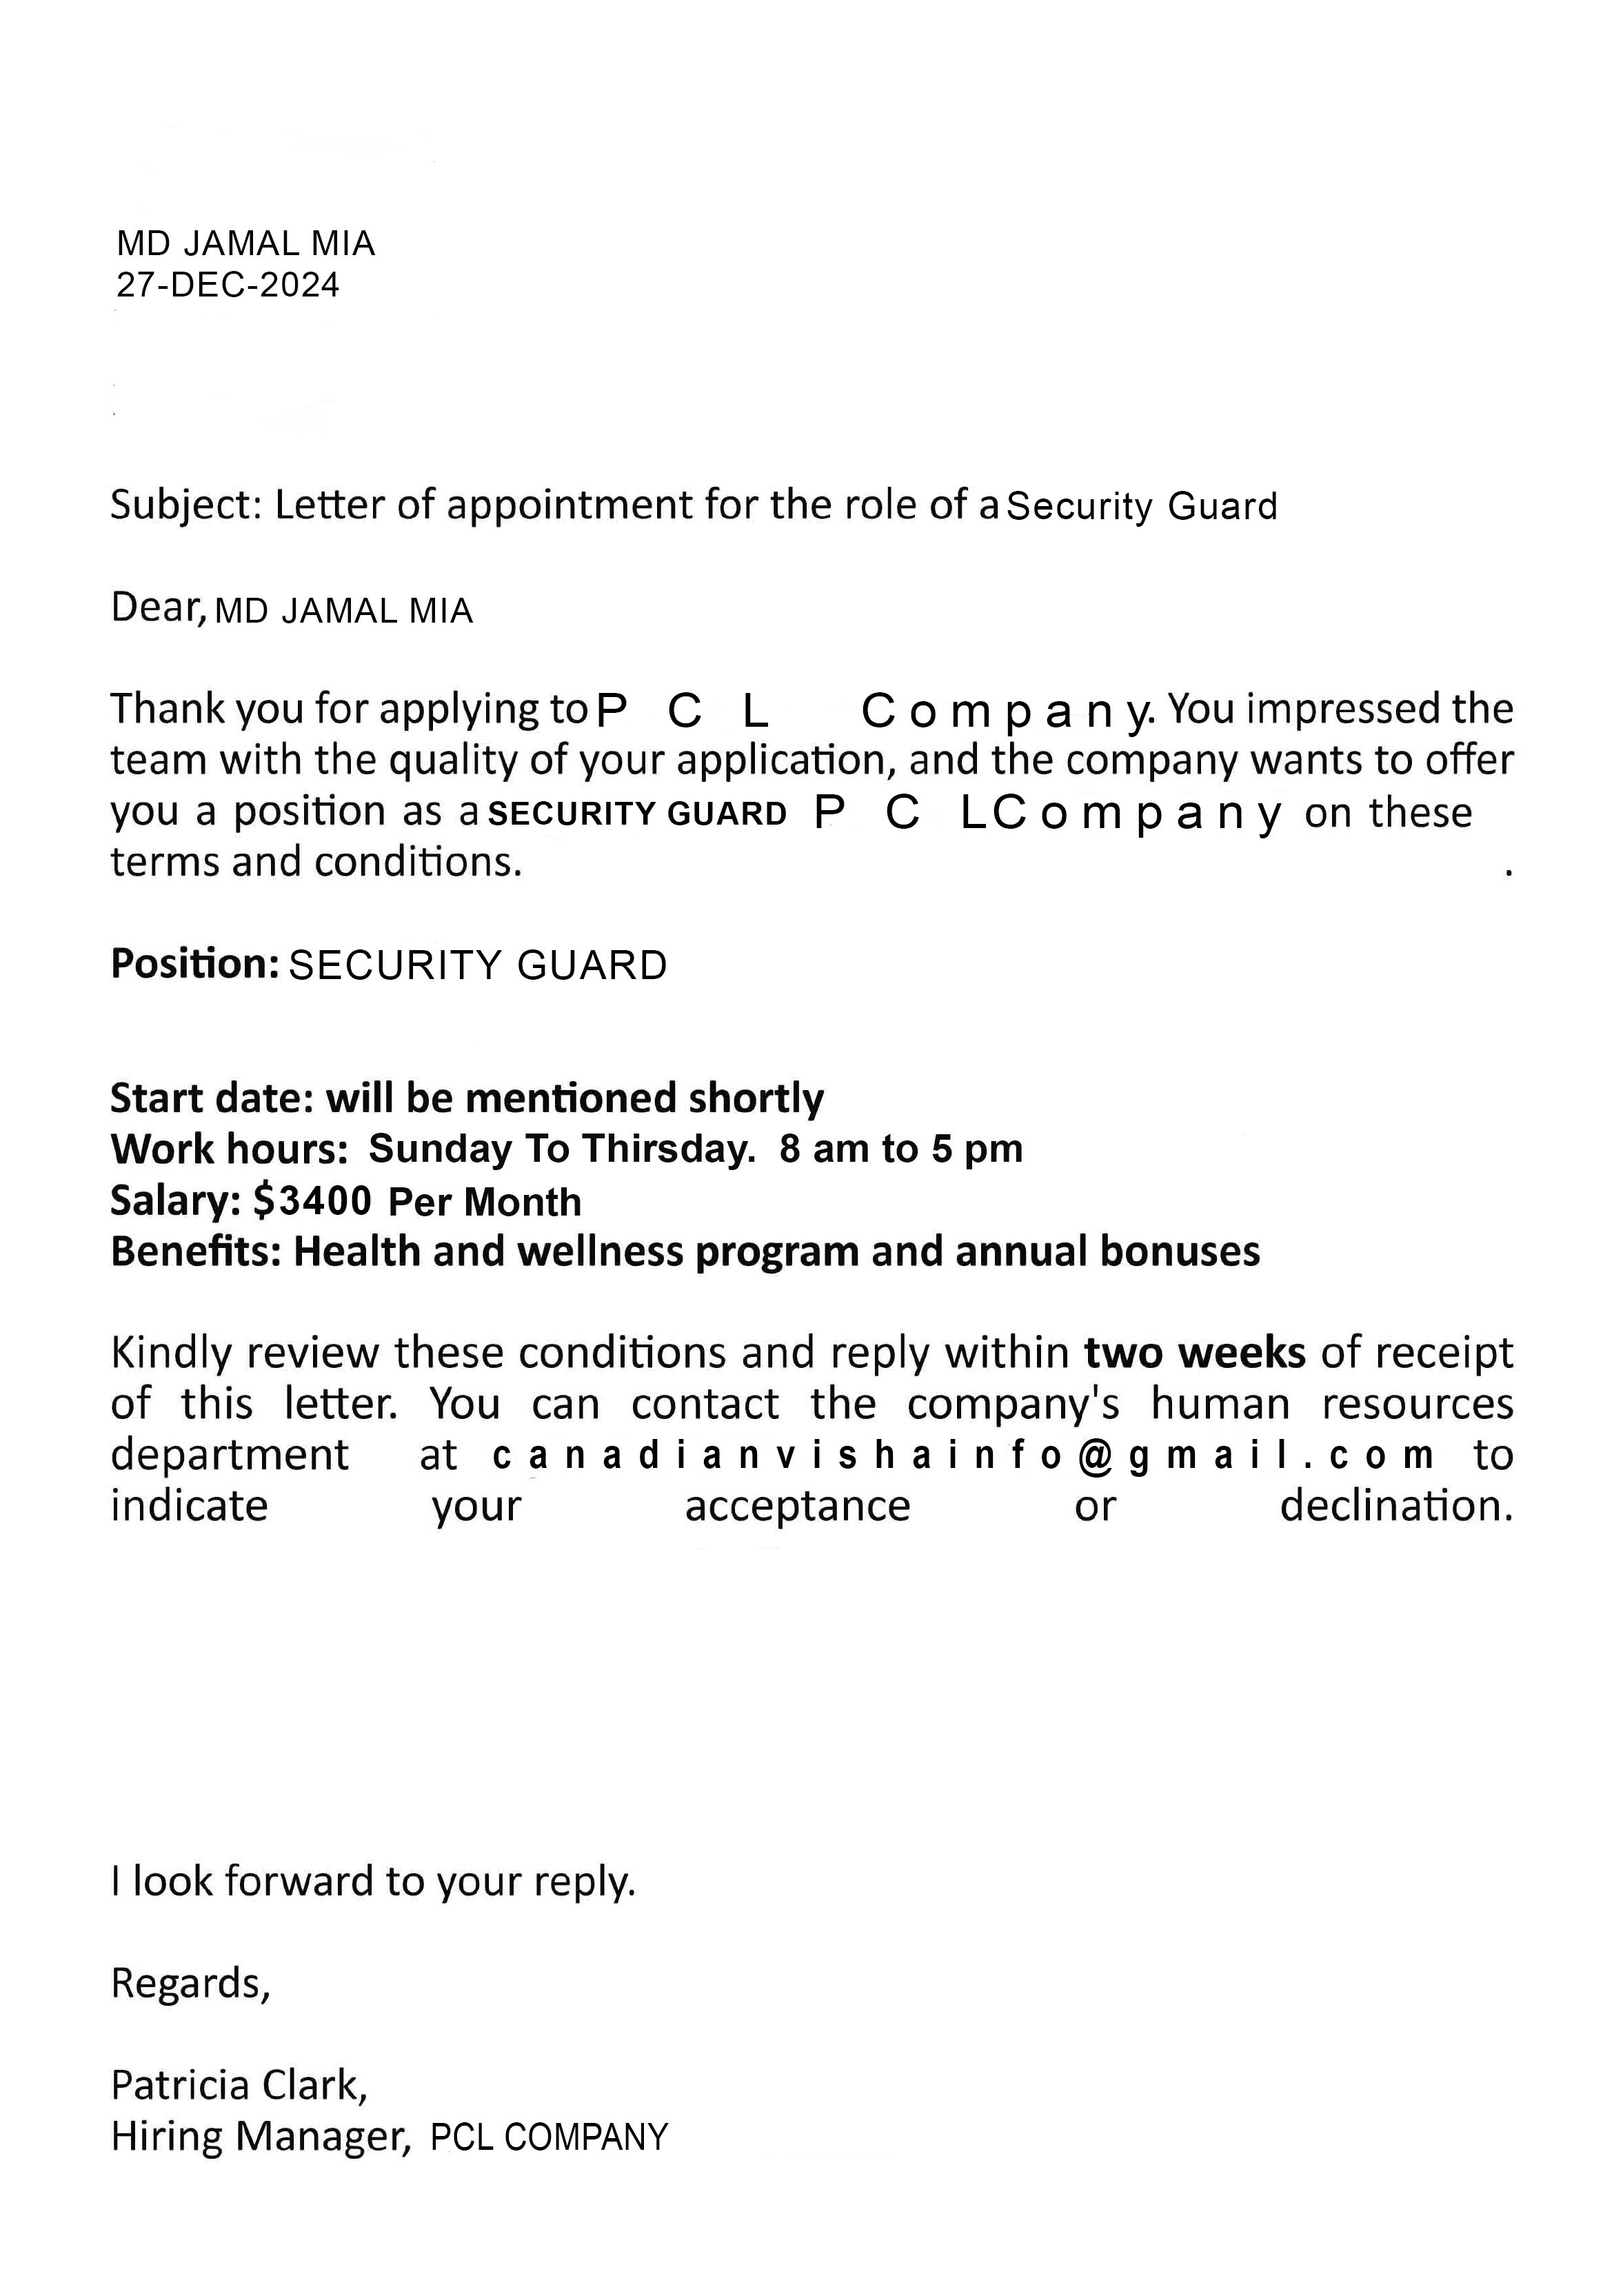 MD JAMAL MIA
27-DEC-2024
Subject: Letter of appointment for the role of a Security Guard
Dear, MD JAMAL MIA
Thank you for applying to P C L Company. You impressed the
team with the quality of your application, and the company wants to offer
you a position as a SECURITY GUARD P C LCompany on these
terms and conditions.
Position: SECURITY GUARD
Start date: will be mentioned shortly
Work hours: Sunday To Thirsday. 8 am to 5 pm
Salary: $3400 Per Month
Benefits: Health and wellness program and annual bonuses
Kindly review these conditions and reply within two weeks of receipt
of this letter. You can contact the company's human resources
department at canadianvishainfo@gmail.com to
indicate your acceptance or declination.
I look forward to your reply.
Regards,
Patricia Clark,
Hiring Manager, PCL COMPANY